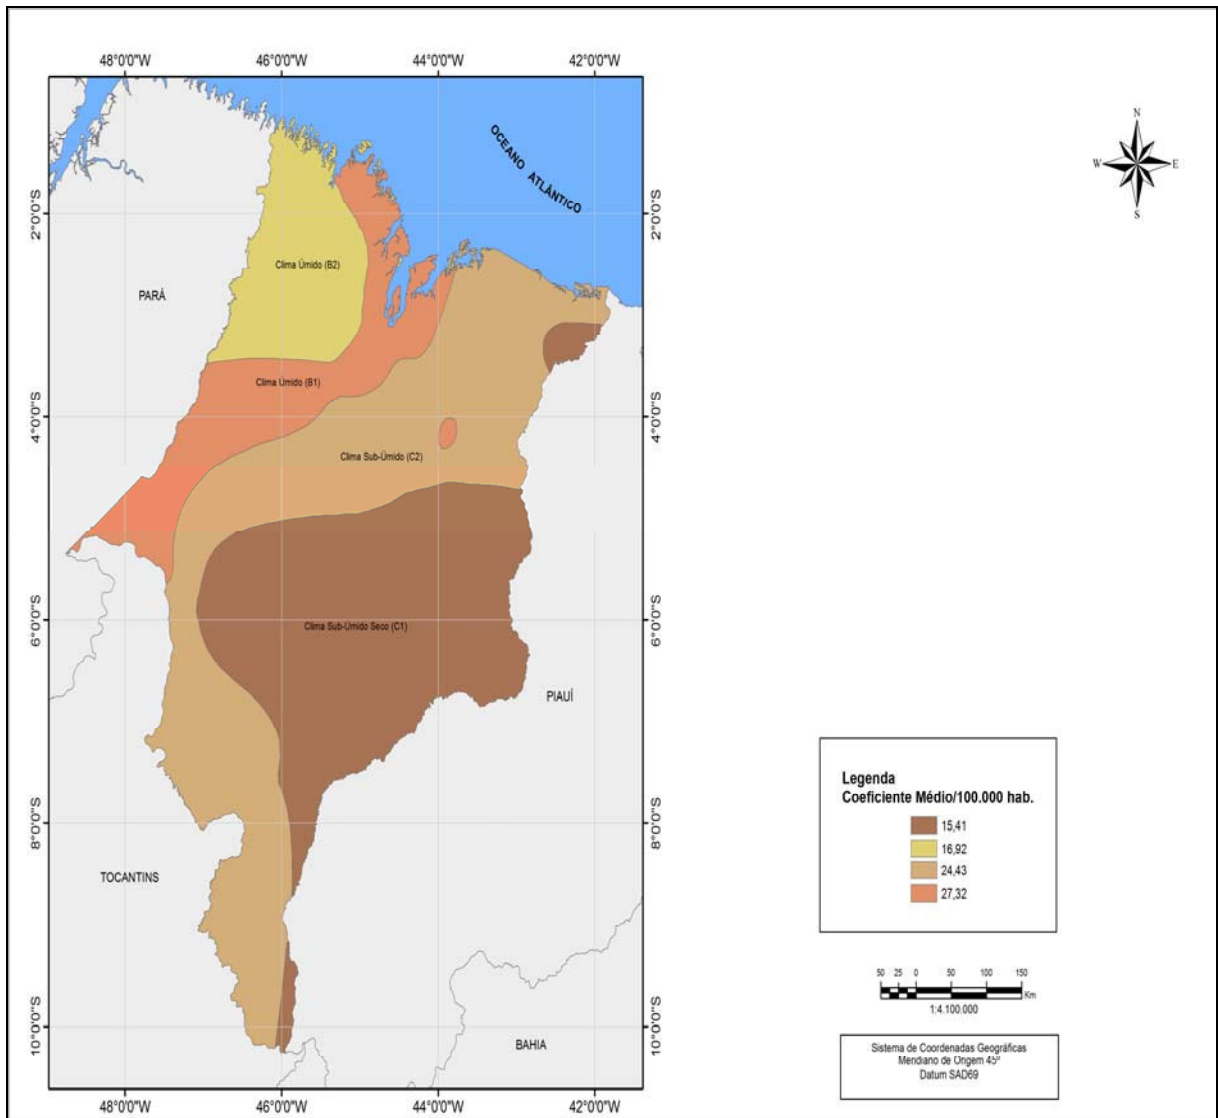 48°0'0"W 46°0'0"W 44°0'0"W 42°0'0"W
OCEANO ATLÂNTICO
N
W E
S
2°0'0"S 2°0'0"S
Clima Úmido (B2)
PARÁ
Clima Úmido (B1)
4°0'0"S 4°0'0"S
Clima Sub-Úmido (C2)
6°0'0"S 6°0'0"S
Clima Sub-Úmido Seco (C1)
PIAUÍ
Legenda
Coeficiente Médio/100.000 hab.
15,41
16,92
24,43
27,32
8°0'0"S 8°0'0"S
TOCANTINS
50 25 0 50 100 150
Km
1:4.100.000
10°0'0"S 10°0'0"S
BAHIA
Sistema de Coordenadas Geográficas
Meridiano de Origem 45º
Datum SAD69
48°0'0"W 46°0'0"W 44°0'0"W 42°0'0"W